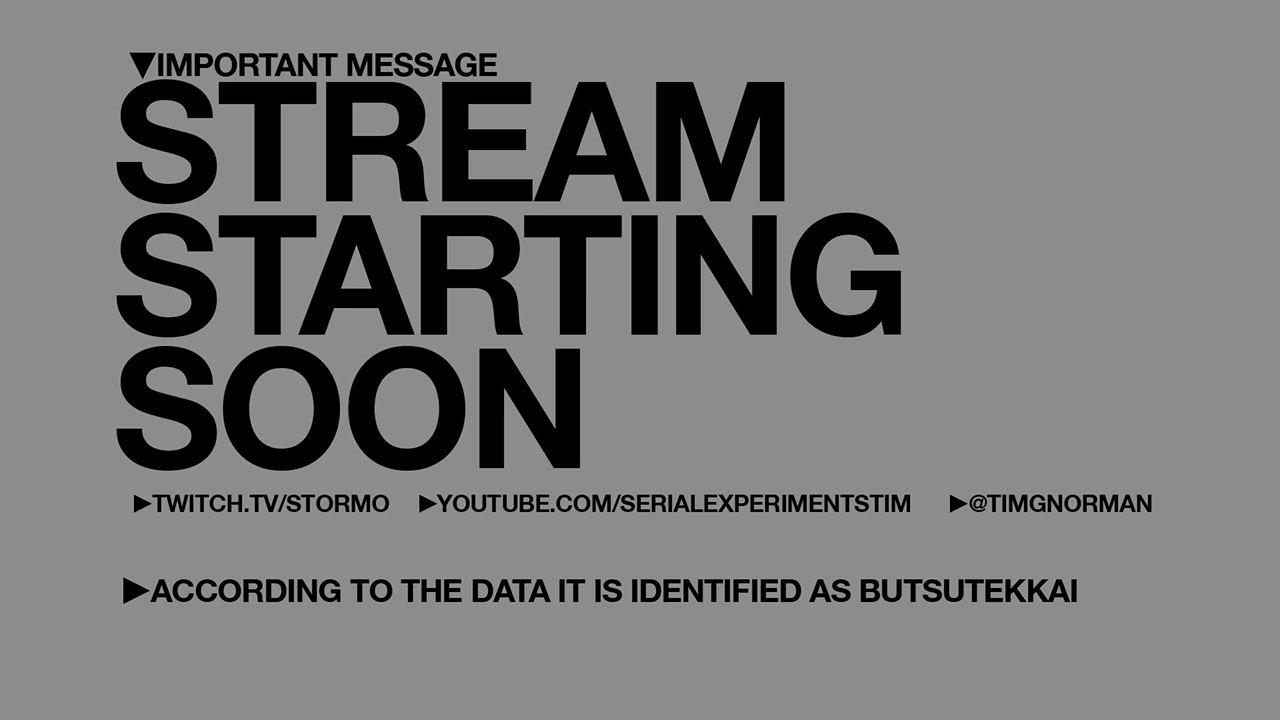 ▼IMPORTANT MESSAGE
STREAM
STARTING
SOON
▶TWITCH.TV/STORMO ▶YOUTUBE.COM/SERIALEXPERIMENTSTIM ▶@TIMGNORMAN
▶ACCORDING TO THE DATA IT IS IDENTIFIED AS BUTSUTEKKAI